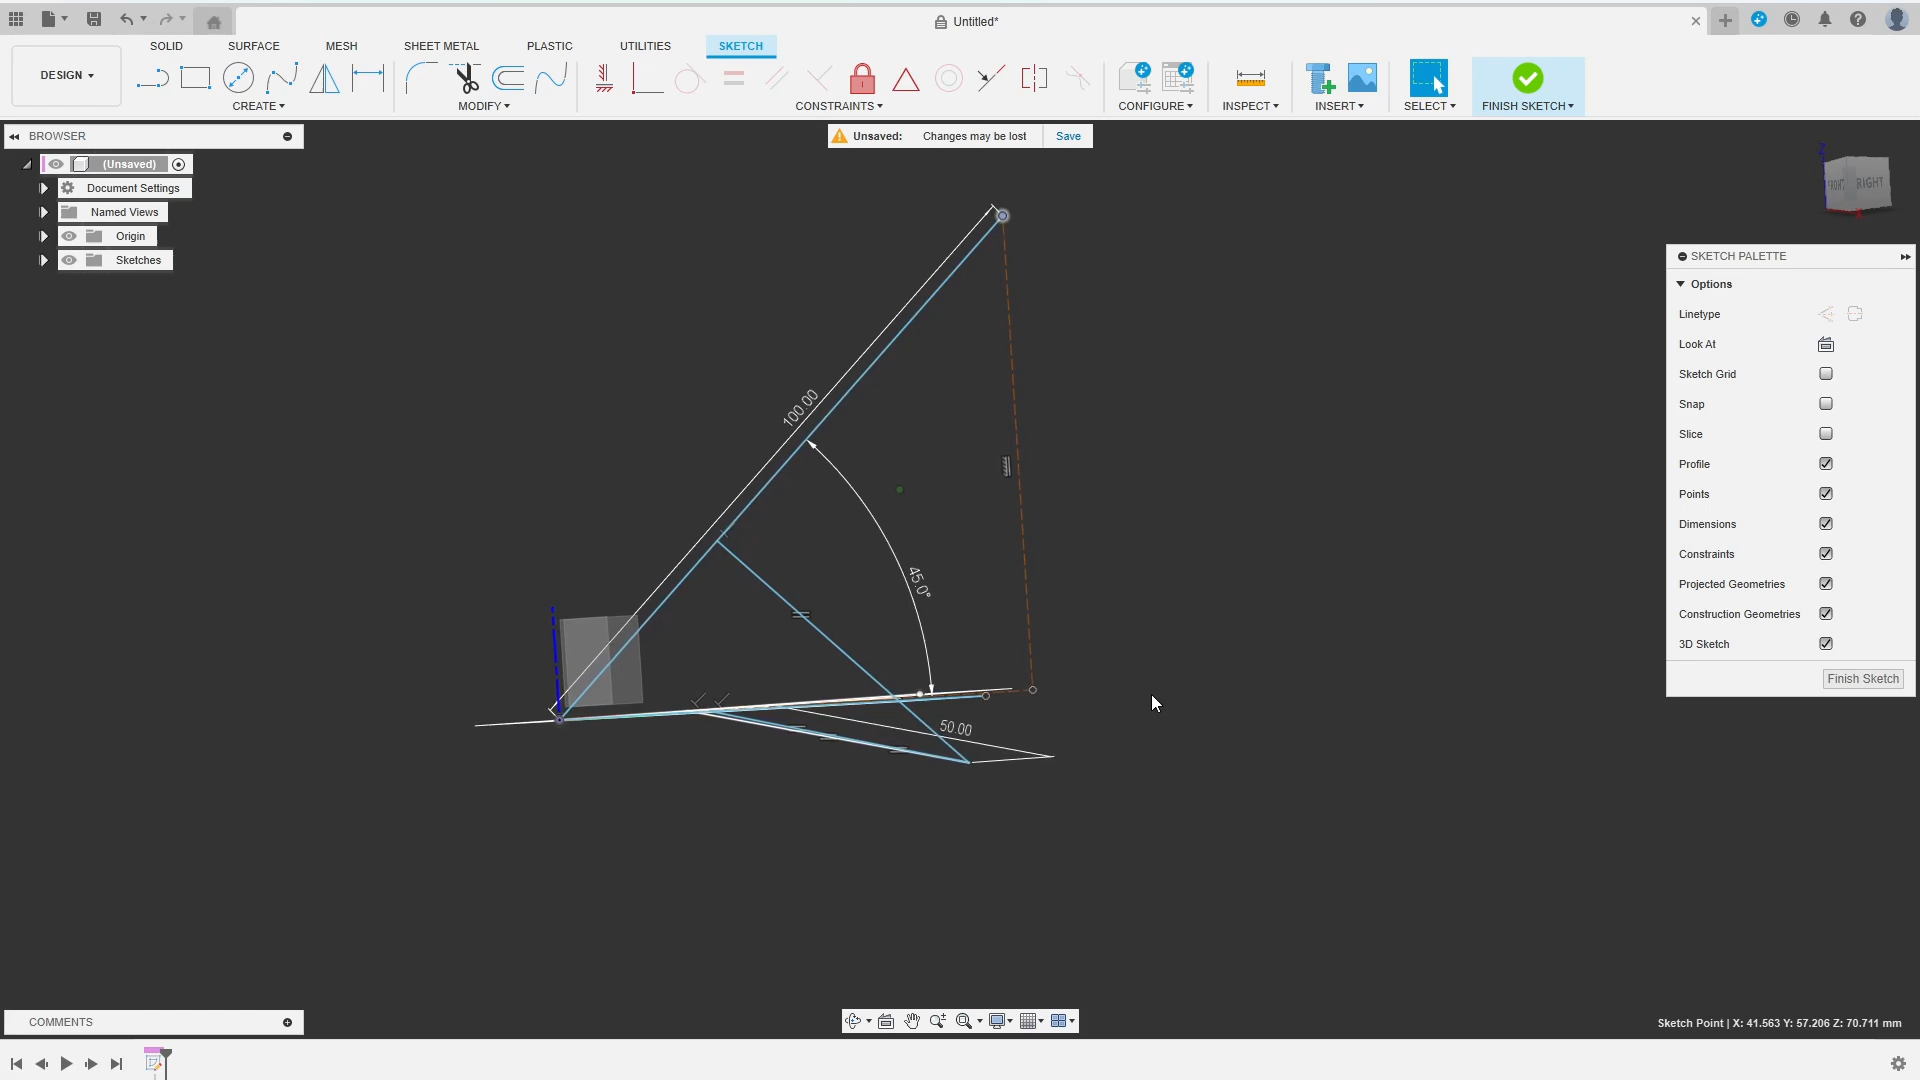 Untitled*
DESIGN
SOLID
SURFACE
MESH
SHEET METAL
PLASTIC
UTILITIES
SKETCH
CREATE
MODIFY
CONSTRAINTS
CONFIGURE
INSPECT
INSERT
SELECT
FINISH SKETCH
BROWSER
Unsaved: Changes may be lost Save
(Unsaved)
Document Settings
Named Views
Origin
Sketches
Z
FRONT
RIGHT
X
SKETCH PALETTE
Options
Linetype
Look At
Sketch Grid
Snap
Slice
Profile
Points
Dimensions
Constraints
Projected Geometries
Construction Geometries
3D Sketch
Finish Sketch
100.00
45.0°
50.00
COMMENTS
Sketch Point | X: 41.563 Y: 57.206 Z: 70.711 mm